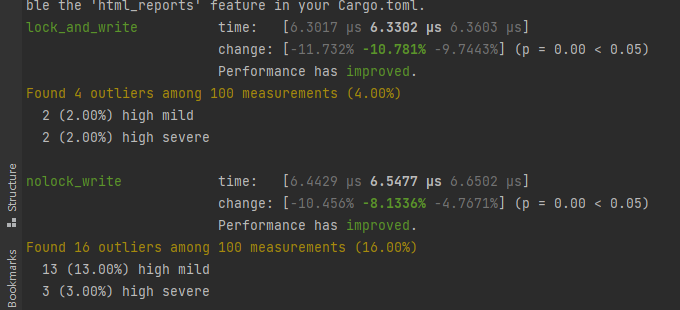 ble the 'html_reports' feature in your Cargo.toml.
lock_and_write          time:   [6.3017 µs 6.3302 µs 6.3603 µs]
                        change: [-11.732% -10.781% -9.7443%] (p = 0.00 < 0.05)
                        Performance has improved.
Found 4 outliers among 100 measurements (4.00%)
  2 (2.00%) high mild
  2 (2.00%) high severe
nolock_write            time:   [6.4429 µs 6.5477 µs 6.6502 µs]
                        change: [-10.456% -8.1336% -4.7671%] (p = 0.00 < 0.05)
                        Performance has improved.
Found 16 outliers among 100 measurements (16.00%)
  13 (13.00%) high mild
  3 (3.00%) high severe
Structure
Bookmarks